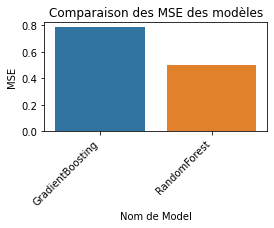 Comparaison des MSE des modèles
MSE
0.8
0.6
0.4
0.2
0.0
GradientBoosting
RandomForest
Nom de Model